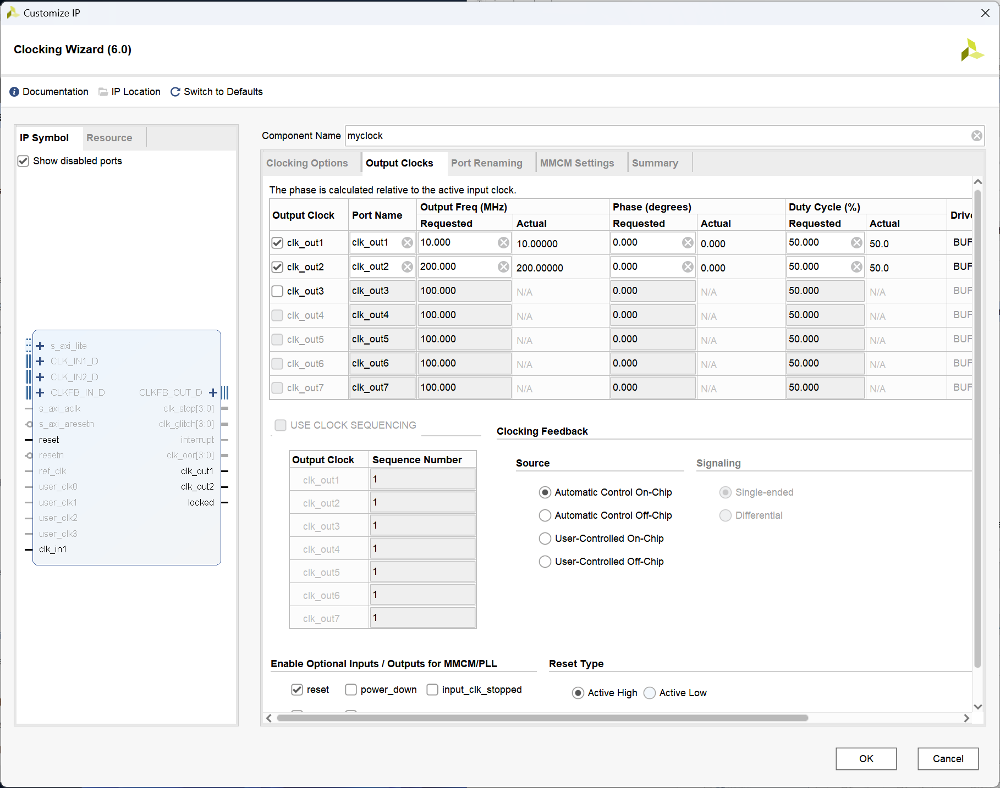 Customize IP
Clocking Wizard (6.0)
Documentation IP Location Switch to Defaults
IP Symbol Resource
Show disabled ports
s_axi_lite
CLK_IN1_D
CLK_IN2_D
CLKFB_IN_D CLKFB_OUT_D
s_axi_aclk clk_stop[3:0]
s_axi_aresetn clk_glitch[3:0]
reset interrupt
resetn clk_oor[3:0]
ref_clk clk_out1
user_clk0 clk_out2
user_clk1 locked
user_clk2
user_clk3
clk_in1
Component Name myclock
Clocking Options Output Clocks Port Renaming MMCM Settings Summary
The phase is calculated relative to the active input clock.
Output Clock Port Name Output Freq (MHz) Phase (degrees) Duty Cycle (%) Drive
Requested Actual Requested Actual Requested Actual
clk_out1 clk_out1 10.000 10.00000 0.000 0.000 50.000 50.0 BUF
clk_out2 clk_out2 200.000 200.00000 0.000 0.000 50.000 50.0 BUF
clk_out3 clk_out3 100.000 N/A 0.000 N/A 50.000 N/A BUF
clk_out4 clk_out4 100.000 N/A 0.000 N/A 50.000 N/A BUF
clk_out5 clk_out5 100.000 N/A 0.000 N/A 50.000 N/A BUF
clk_out6 clk_out6 100.000 N/A 0.000 N/A 50.000 N/A BUF
clk_out7 clk_out7 100.000 N/A 0.000 N/A 50.000 N/A BUF
USE CLOCK SEQUENCING
Output Clock Sequence Number
clk_out1 1
clk_out2 1
clk_out3 1
clk_out4 1
clk_out5 1
clk_out6 1
clk_out7 1
Clocking Feedback
Source Signaling
Automatic Control On-Chip Single-ended
Automatic Control Off-Chip Differential
User-Controlled On-Chip
User-Controlled Off-Chip
Enable Optional Inputs / Outputs for MMCM/PLL Reset Type
reset power_down input_clk_stopped Active High Active Low
OK Cancel